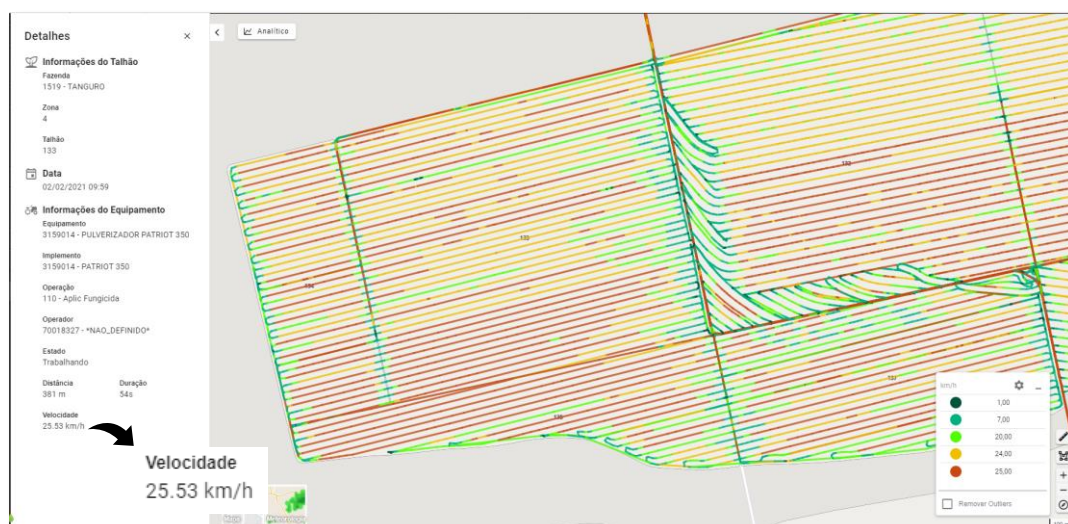 Detalhes
Analítico
Informações do Talhão
Fazenda
1519 - TANGURO
Zona
4
Talhão
133
Data
02/02/2021 09:59
Informações do Equipamento
Equipamento
3159014 - PULVERIZADOR PATRIOT 350
Implemento
3159014 - PATRIOT 350
Operação
110 - Aplic Fungicida
Operador
70018327 - *NAO_DEFINIDO*
Estado
Trabalhando
Distância Duração
381 m 54s
Velocidade
25.53 km/h
Velocidade
25.53 km/h
km/h
1,00
7,00
20,00
24,00
25,00
Remover Outliers